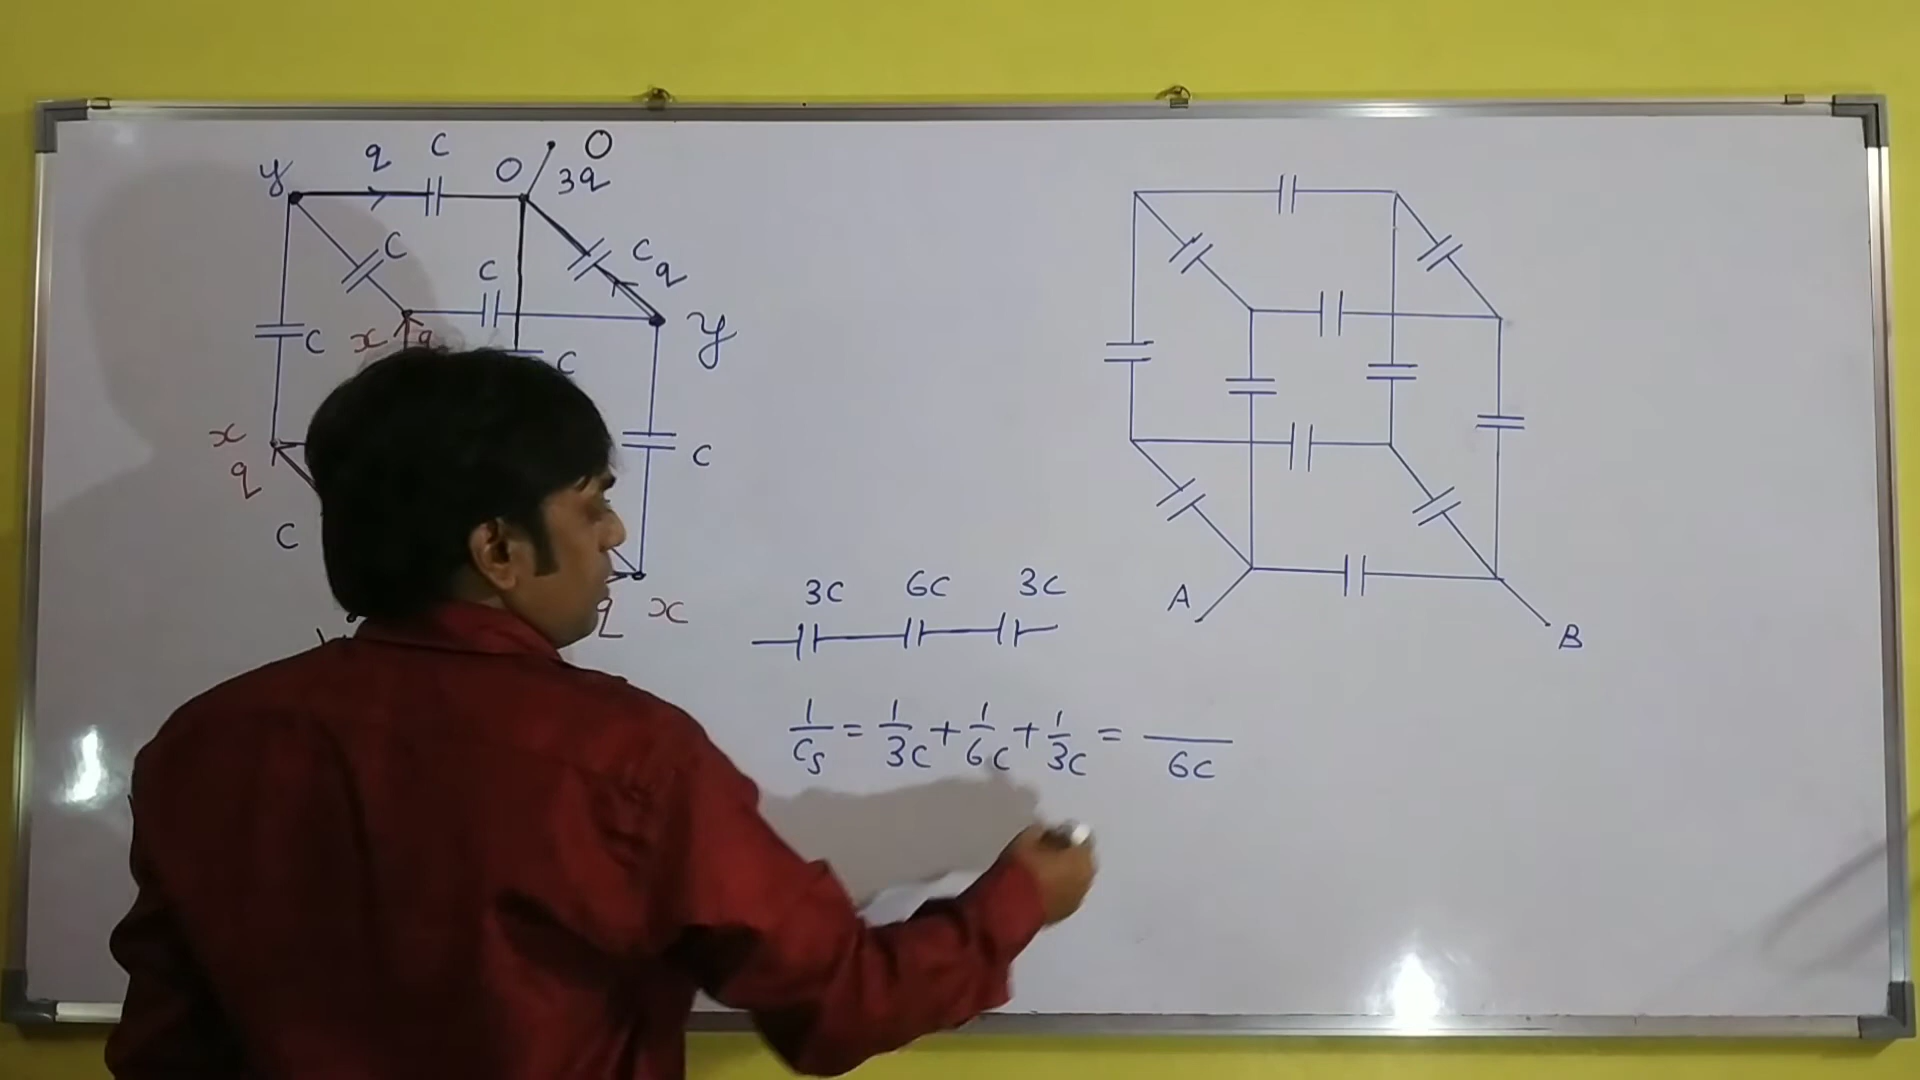 y q C O O
3q
C C q
C
y
C x q C
x C
q
C
q x
3C 6C 3C
A B
1/Cs = 1/3C + 1/6C + 1/3C = /6C